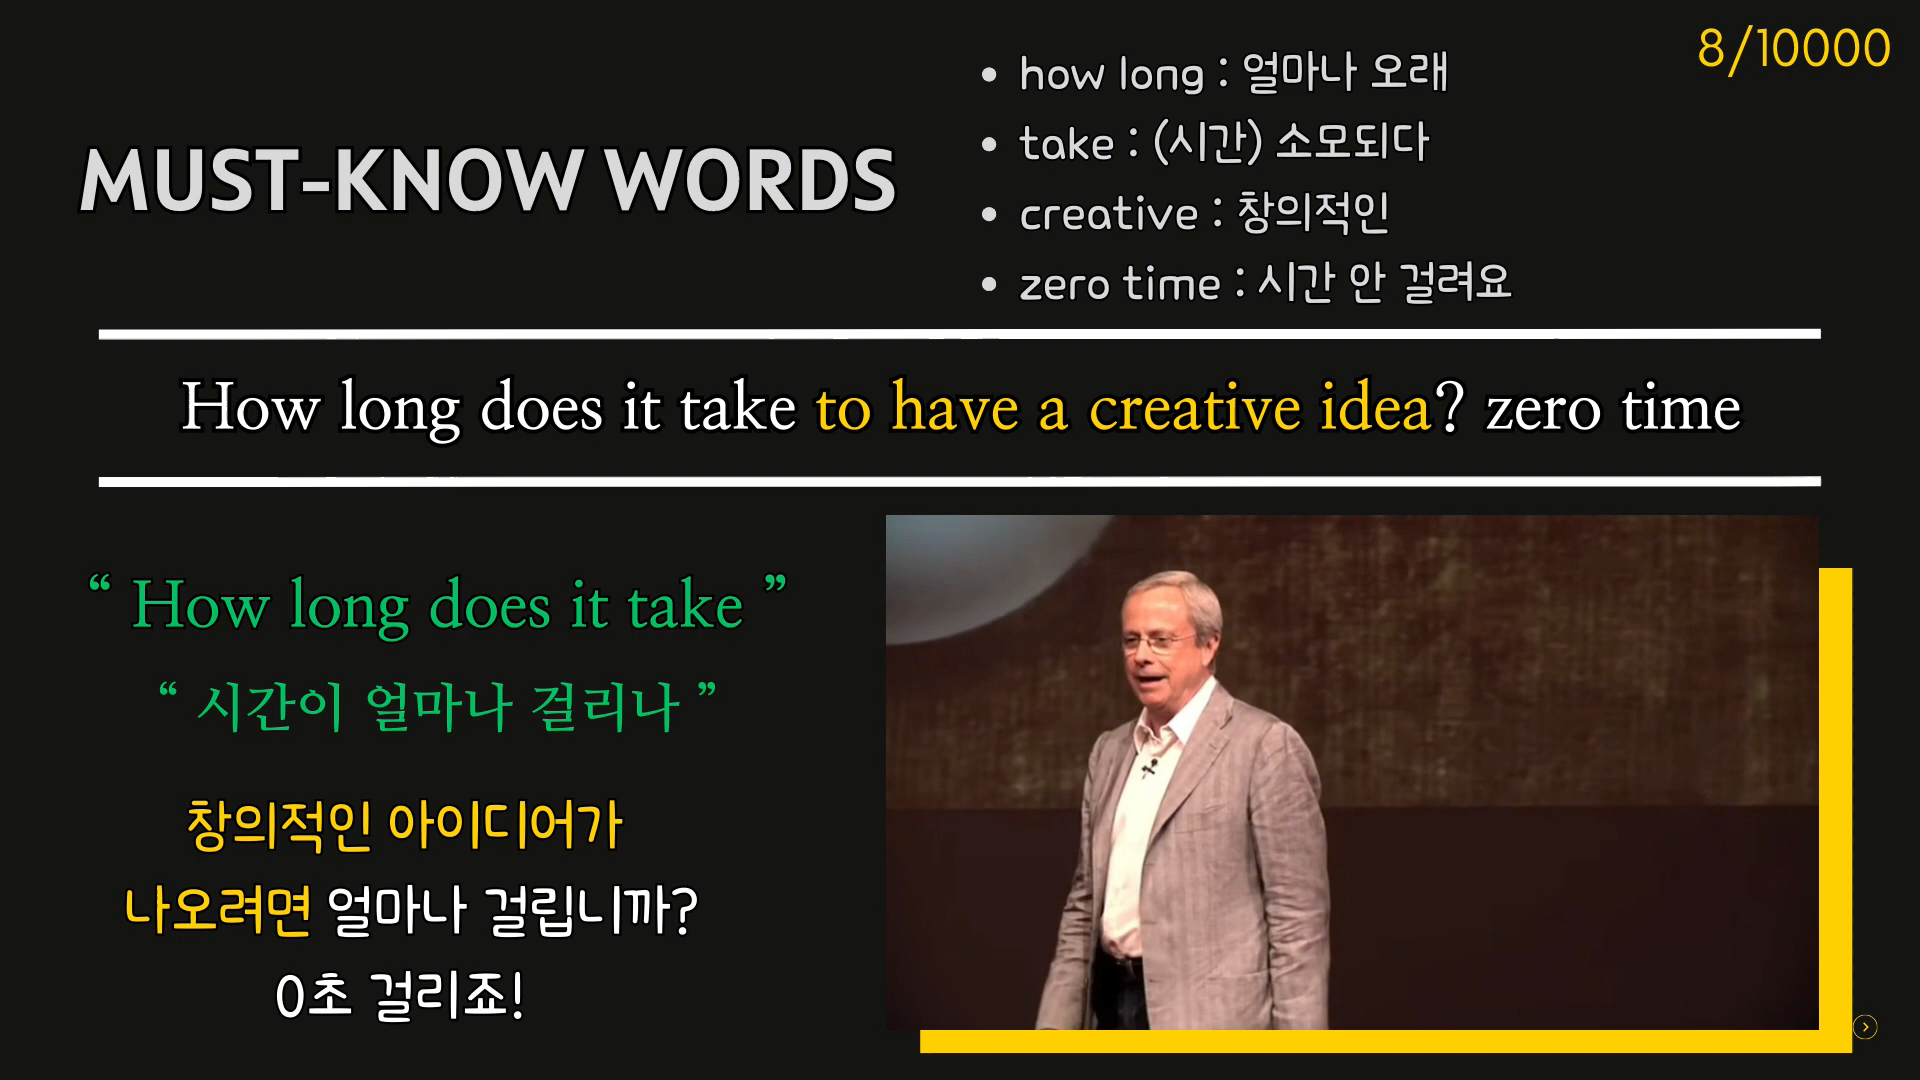 8/10000
MUST-KNOW WORDS
• how long : 얼마나 오래
• take : (시간) 소모되다
• creative : 창의적인
• zero time : 시간 안 걸려요
How long does it take to have a creative idea? zero time
“ How long does it take ”
“ 시간이 얼마나 걸리나 ”
창의적인 아이디어가
나오려면 얼마나 걸립니까?
0초 걸리죠!